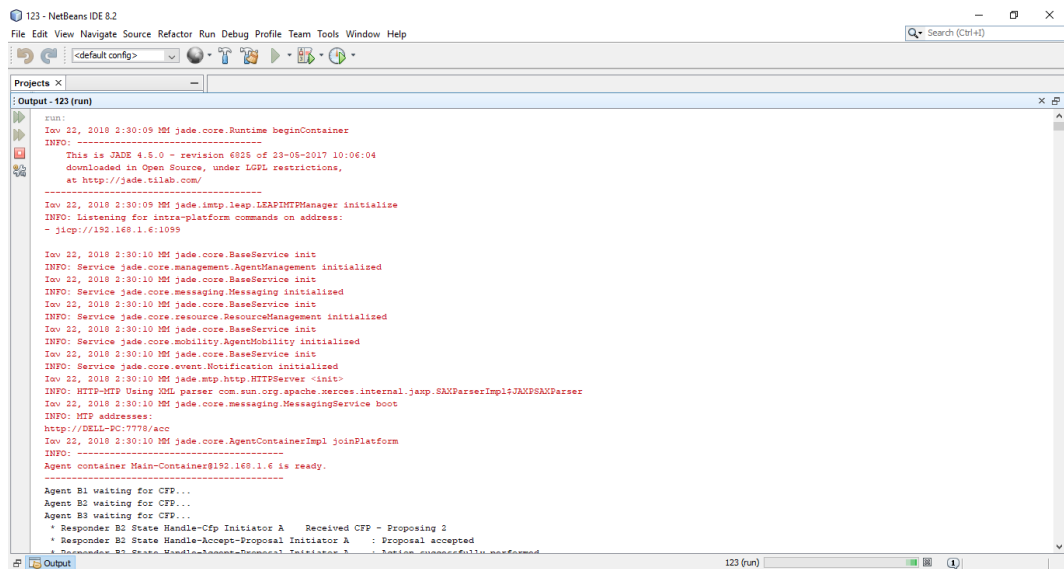 123 - NetBeans IDE 8.2
File Edit View Navigate Source Refactor Run Debug Profile Team Tools Window Help
Search (Ctrl+I)
<default config>
Projects
Output - 123 (run)
run:
Ιαν 22, 2018 2:30:09 ΜΜ jade.core.Runtime beginContainer
INFO: ----------------------------------
This is JADE 4.5.0 - revision 6825 of 23-05-2017 10:06:04
downloaded in Open Source, under LGPL restrictions,
at http://jade.tilab.com/
----------------------------------------
Ιαν 22, 2018 2:30:09 ΜΜ jade.imtp.leap.LEAPIMTPManager initialize
INFO: Listening for intra-platform commands on address:
- jicp://192.168.1.6:1099
Ιαν 22, 2018 2:30:10 ΜΜ jade.core.BaseService init
INFO: Service jade.core.management.AgentManagement initialized
Ιαν 22, 2018 2:30:10 ΜΜ jade.core.BaseService init
INFO: Service jade.core.messaging.Messaging initialized
Ιαν 22, 2018 2:30:10 ΜΜ jade.core.BaseService init
INFO: Service jade.core.resource.ResourceManagement initialized
Ιαν 22, 2018 2:30:10 ΜΜ jade.core.BaseService init
INFO: Service jade.core.mobility.AgentMobility initialized
Ιαν 22, 2018 2:30:10 ΜΜ jade.core.BaseService init
INFO: Service jade.core.event.Notification initialized
Ιαν 22, 2018 2:30:10 ΜΜ jade.mtp.http.HTTPServer <init>
INFO: HTTP-MTP Using XML parser com.sun.org.apache.xerces.internal.jaxp.SAXParserImpl$JAXPSAXParser
Ιαν 22, 2018 2:30:10 ΜΜ jade.core.messaging.MessagingService boot
INFO: MTP addresses:
http://DELL-PC:7778/acc
Ιαν 22, 2018 2:30:10 ΜΜ jade.core.AgentContainerImpl joinPlatform
INFO: --------------------------------------
Agent container Main-Container@192.168.1.6 is ready.
--------------------------------------------
Agent B1 waiting for CFP...
Agent B2 waiting for CFP...
Agent B3 waiting for CFP...
* Responder B2 State Handle-Cfp Initiator A    Received CFP - Proposing 2
* Responder B2 State Handle-Accept-Proposal Initiator A    : Proposal accepted
* Responder B2 State Handle-Accept-Proposal Initiator A    : Action successfully performed
Output
123 (run)
1